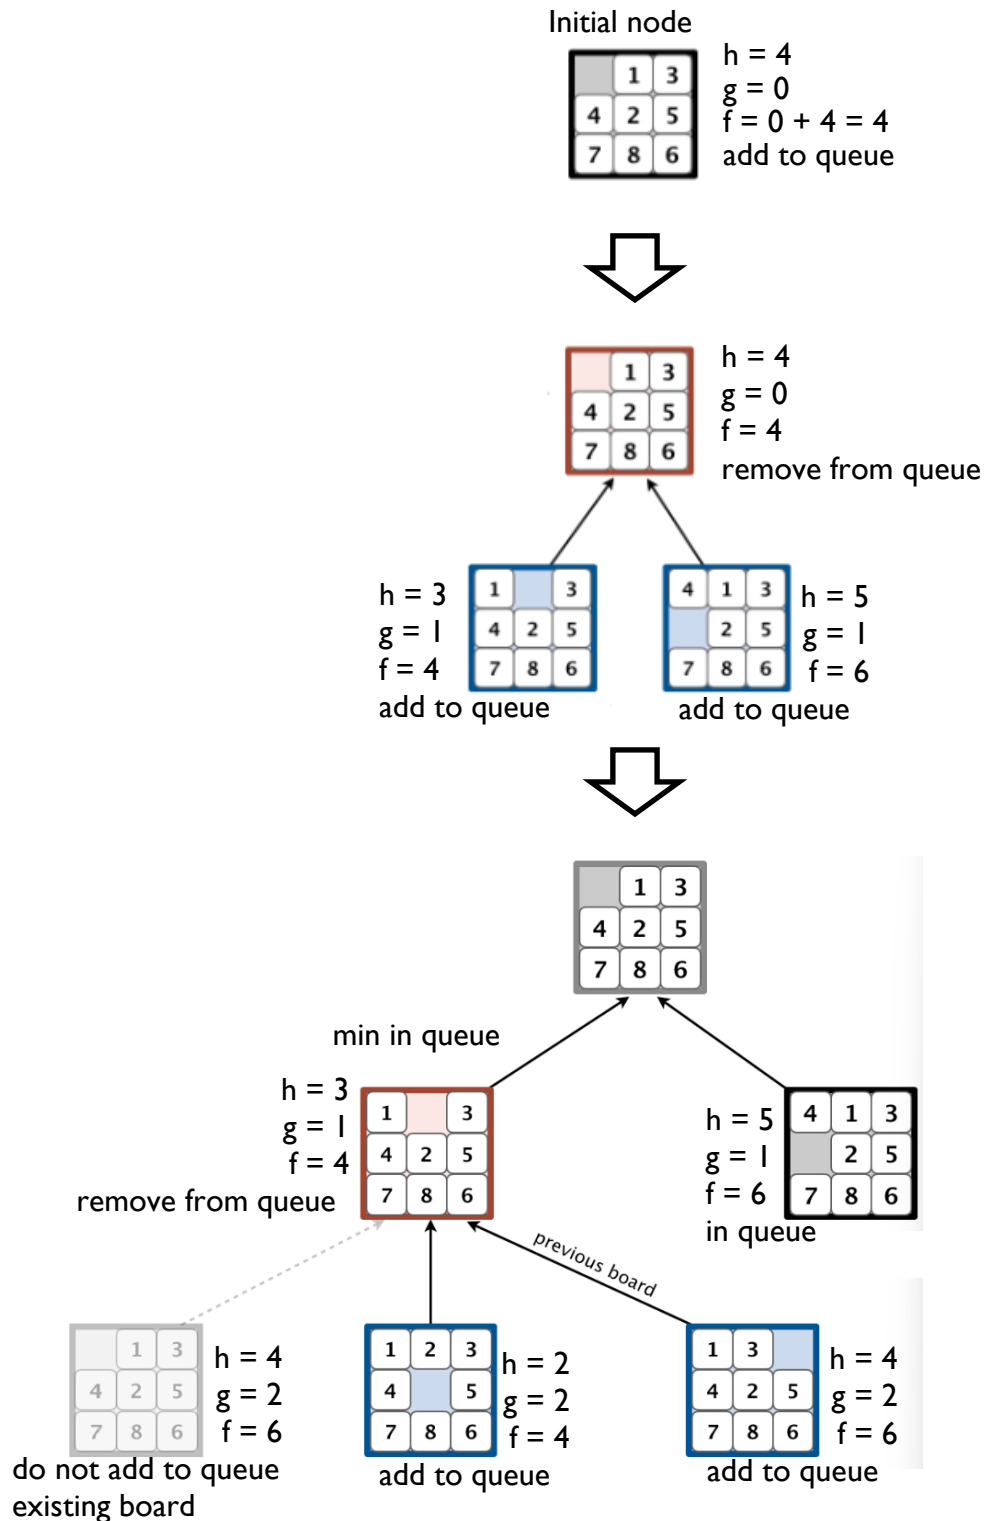 Initial node
1 3
4 2 5
7 8 6
h = 4
g = 0
f = 0 + 4 = 4
add to queue
1 3
4 2 5
7 8 6
h = 4
g = 0
f = 4
remove from queue
h = 3
g = 1
f = 4
add to queue
1 3
4 2 5
7 8 6
4 1 3
2 5
7 8 6
h = 5
g = 1
f = 6
add to queue
1 3
4 2 5
7 8 6
min in queue
h = 3
g = 1
f = 4
remove from queue
1 3
4 2 5
7 8 6
h = 5
g = 1
f = 6
in queue
4 1 3
2 5
7 8 6
previous board
1 3
4 2 5
7 8 6
h = 4
g = 2
f = 6
do not add to queue
existing board
1 2 3
4 5
7 8 6
h = 2
g = 2
f = 4
add to queue
1 3
4 2 5
7 8 6
h = 4
g = 2
f = 6
add to queue